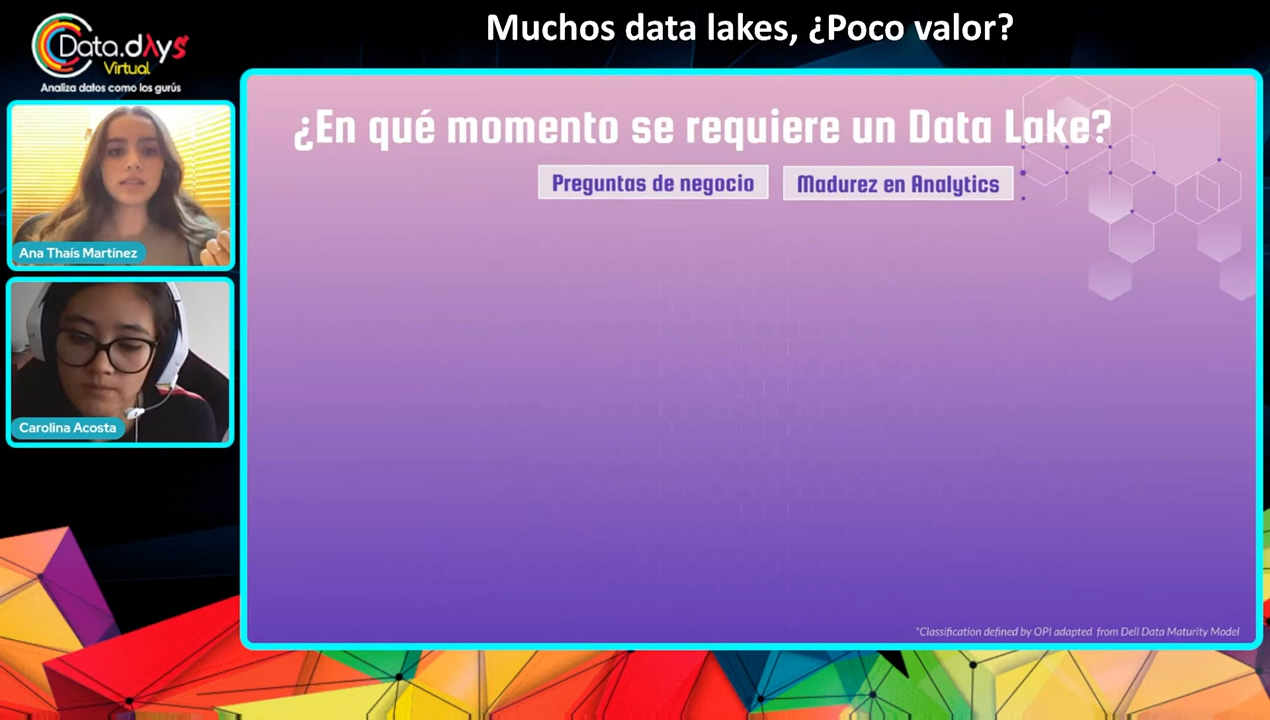 Muchos data lakes, ¿Poco valor?
Data.dAys
Virtual
Analiza datos como los gurús
¿En qué momento se requiere un Data Lake?
Preguntas de negocio
Madurez en Analytics
Ana Thaís Martínez
Carolina Acosta
*Classification defined by OPI adapted from Dell Data Maturity Model